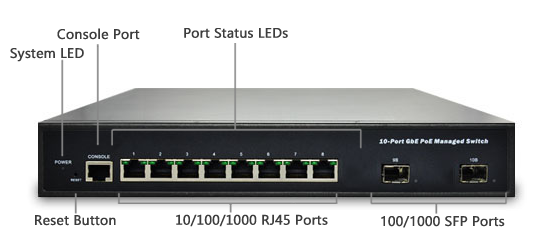 Console Port
Port Status LEDs
System LED
10-Port GbE PoE Managed Switch
1 2 3 4 5 6 7 8
POWER
CONSOLE
9B
10B
RESET
Reset Button
10/100/1000 RJ45 Ports
100/1000 SFP Ports